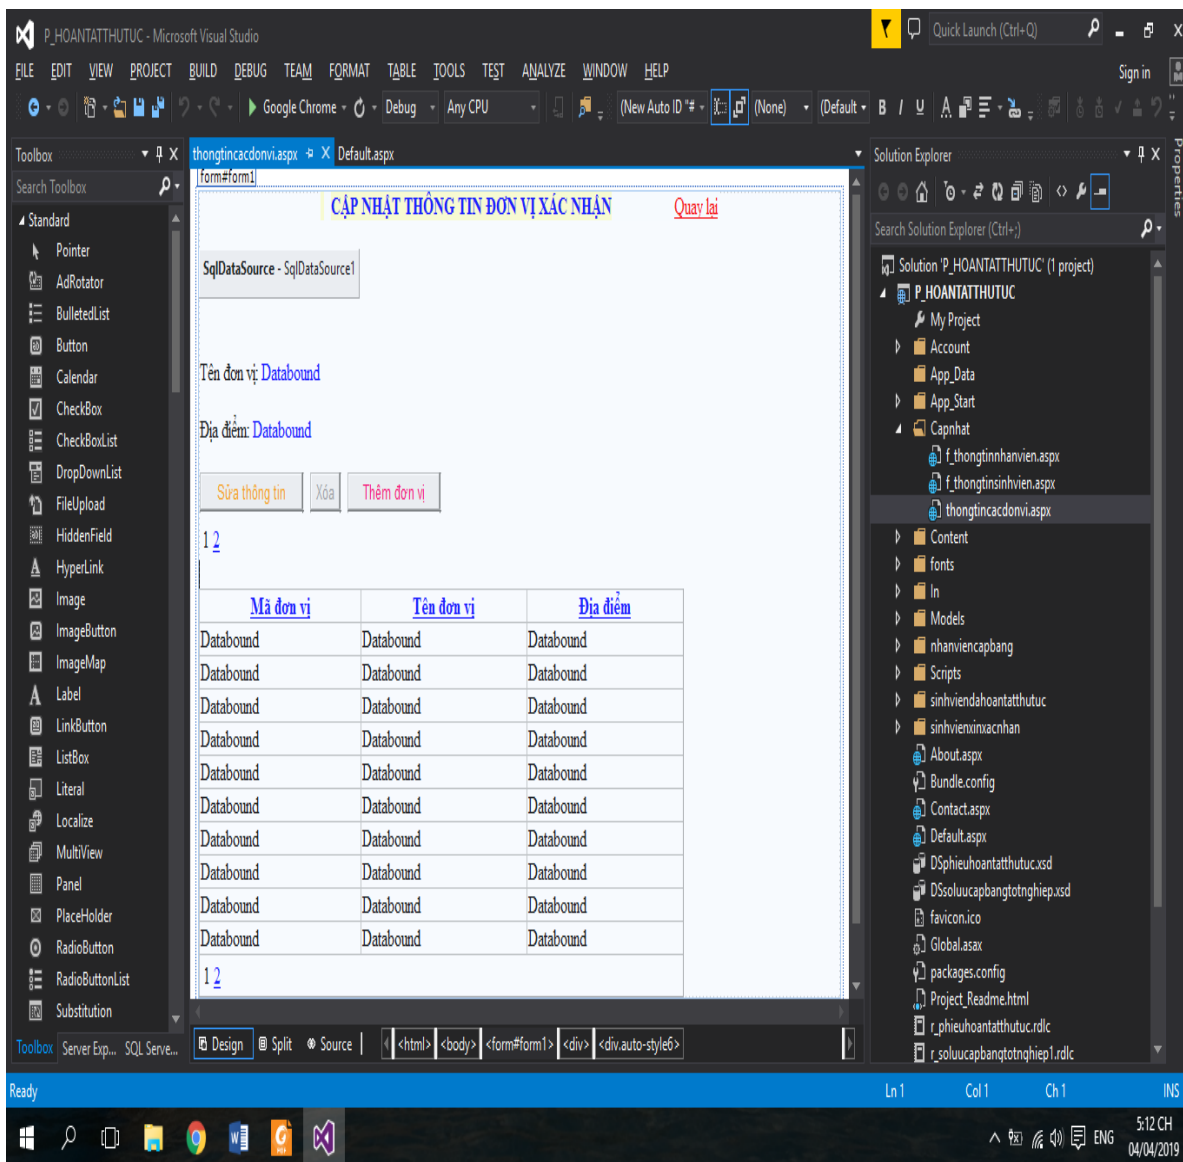 P_HOANTATTHUTUC - Microsoft Visual Studio
Quick Launch (Ctrl+Q)
FILE EDIT VIEW PROJECT BUILD DEBUG TEAM FORMAT TABLE TOOLS TEST ANALYZE WINDOW HELP
Sign in
Google Chrome Debug Any CPU (New Auto ID "# (None) (Default B I U
Toolbox
Search Toolbox
Standard
Pointer
AdRotator
BulletedList
Button
Calendar
CheckBox
CheckBoxList
DropDownList
FileUpload
HiddenField
HyperLink
Image
ImageButton
ImageMap
Label
LinkButton
ListBox
Literal
Localize
MultiView
Panel
PlaceHolder
RadioButton
RadioButtonList
Substitution
Toolbox Server Exp... SQL Serve...
thongtincacdonvi.aspx Default.aspx
form#form1
CẬP NHẬT THÔNG TIN ĐƠN VỊ XÁC NHẬN Quay lại
SqlDataSource - SqlDataSource1
Tên đơn vị: Databound
Địa điểm: Databound
Sửa thông tin Xóa Thêm đơn vị
1 2
Mã đơn vị Tên đơn vị Địa điểm
Databound Databound Databound
Databound Databound Databound
Databound Databound Databound
Databound Databound Databound
Databound Databound Databound
Databound Databound Databound
Databound Databound Databound
Databound Databound Databound
Databound Databound Databound
Databound Databound Databound
1 2
Design Split Source <html> <body> <form#form1> <div> <div.auto-style6>
Solution Explorer
Search Solution Explorer (Ctrl+;)
Solution 'P_HOANTATTHUTUC' (1 project)
P_HOANTATTHUTUC
My Project
Account
App_Data
App_Start
Capnhat
f_thongtinnhanvien.aspx
f_thongtinsinhvien.aspx
thongtincacdonvi.aspx
Content
fonts
In
Models
nhanviencapbang
Scripts
sinhviendahoantatthutuc
sinhvienxinxacnhan
About.aspx
Bundle.config
Contact.aspx
Default.aspx
DSphieuhoantatthutuc.xsd
DSsoluucapbangtotnghiep.xsd
favicon.ico
Global.asax
packages.config
Project_Readme.html
r_phieuhoantatthutuc.rdlc
r_soluucapbangtotnghiep1.rdlc
Properties
Ready Ln 1 Col 1 Ch 1 INS
ENG
5:12 CH
04/04/2019